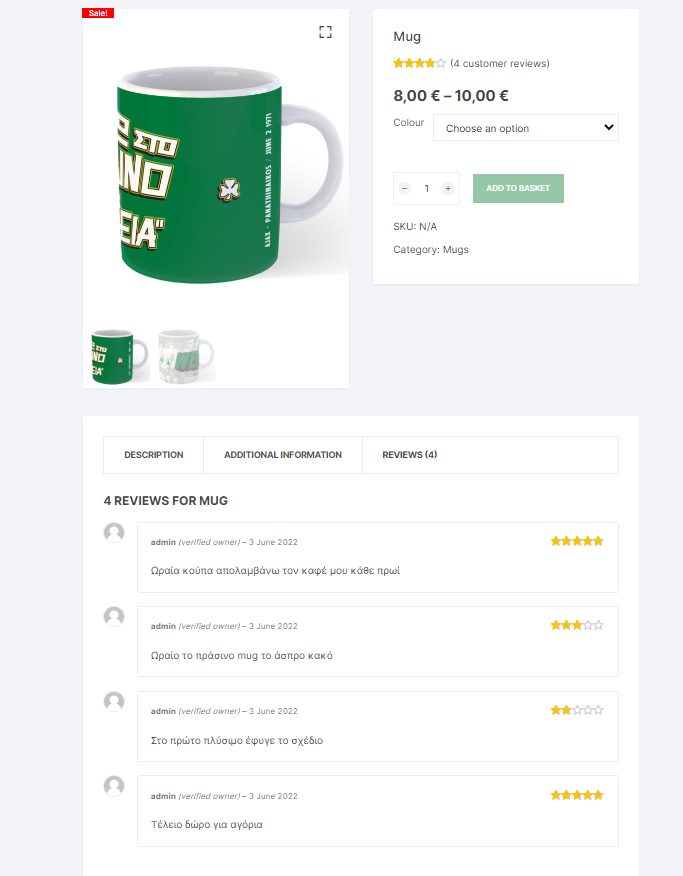 Sale!
Ο ΣΤΟ
ΙΝΟ
ΕΙΑ"
AJAX - PANATHINAIKOS / JUNE 2 1971
Mug
(4 customer reviews)
8,00 € – 10,00 €
Colour Choose an option
− 1 + ADD TO BASKET
SKU: N/A
Category: Mugs
DESCRIPTION ADDITIONAL INFORMATION REVIEWS (4)
4 REVIEWS FOR MUG
admin (verified owner) – 3 June 2022
Ωραία κούπα απολαμβάνω τον καφέ μου κάθε πρωί
admin (verified owner) – 3 June 2022
Ωραίο το πράσινο mug το άσπρο κακό
admin (verified owner) – 3 June 2022
Στο πρώτο πλύσιμο έφυγε το σχέδιο
admin (verified owner) – 3 June 2022
Τέλειο δώρο για αγόρια